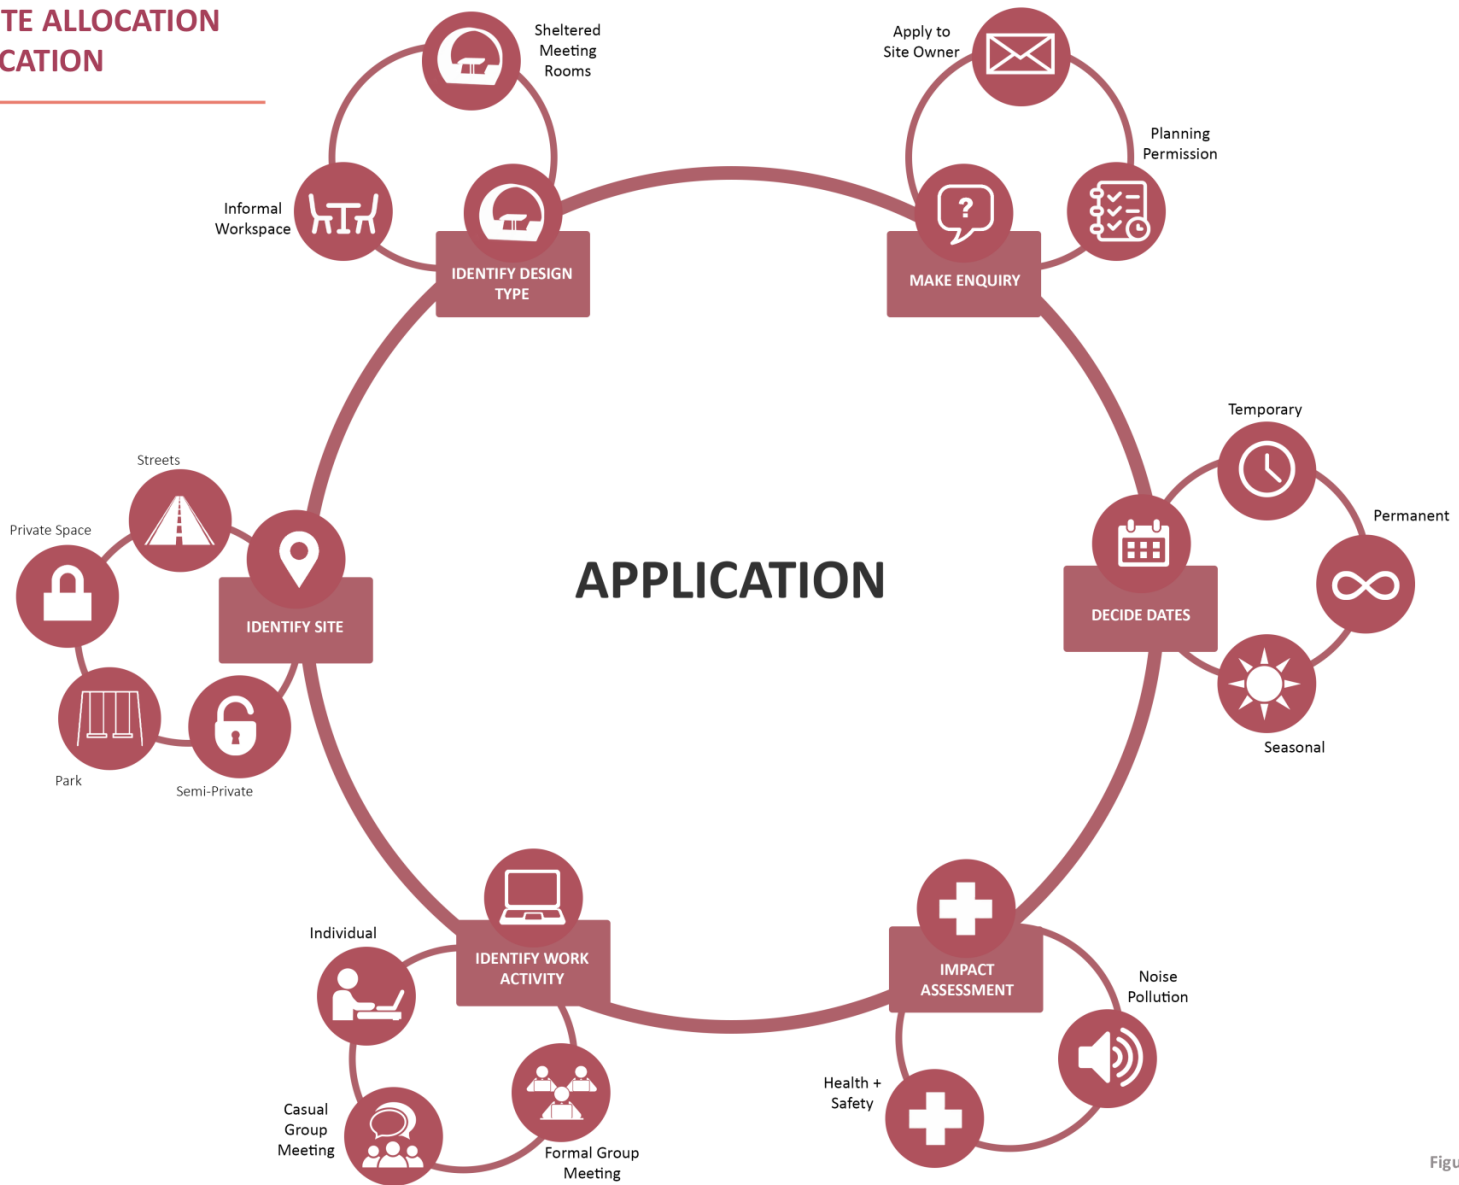 TE ALLOCATION
CATION
Sheltered
Meeting
Rooms
Informal
Workspace
IDENTIFY DESIGN
TYPE
Apply to
Site Owner
Planning
Permission
?
MAKE ENQUIRY
Temporary
Permanent
Seasonal
DECIDE DATES
APPLICATION
Streets
Private Space
Park
Semi-Private
IDENTIFY SITE
IDENTIFY WORK
ACTIVITY
Individual
Casual
Group
Meeting
Formal Group
Meeting
IMPACT
ASSESSMENT
Noise
Pollution
Health +
Safety
Figu